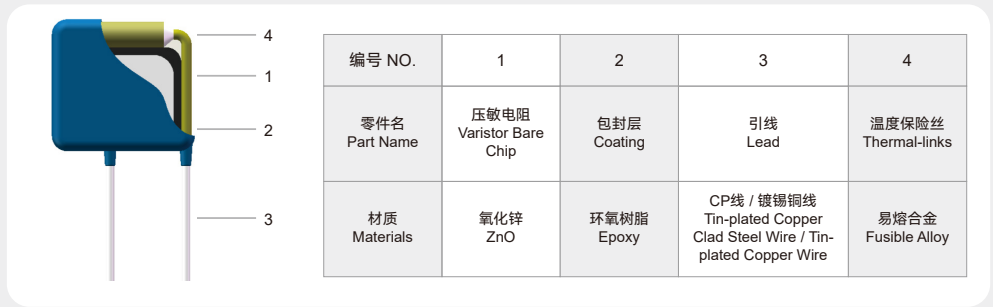 4
1
2
3
编号 NO.
1
2
3
4
零件名
Part Name
压敏电阻
Varistor Bare
Chip
包封层
Coating
引线
Lead
温度保险丝
Thermal-links
材质
Materials
氧化锌
ZnO
环氧树脂
Epoxy
CP线 / 镀锡铜线
Tin-plated Copper
Clad Steel Wire / Tin-
plated Copper Wire
易熔合金
Fusible Alloy